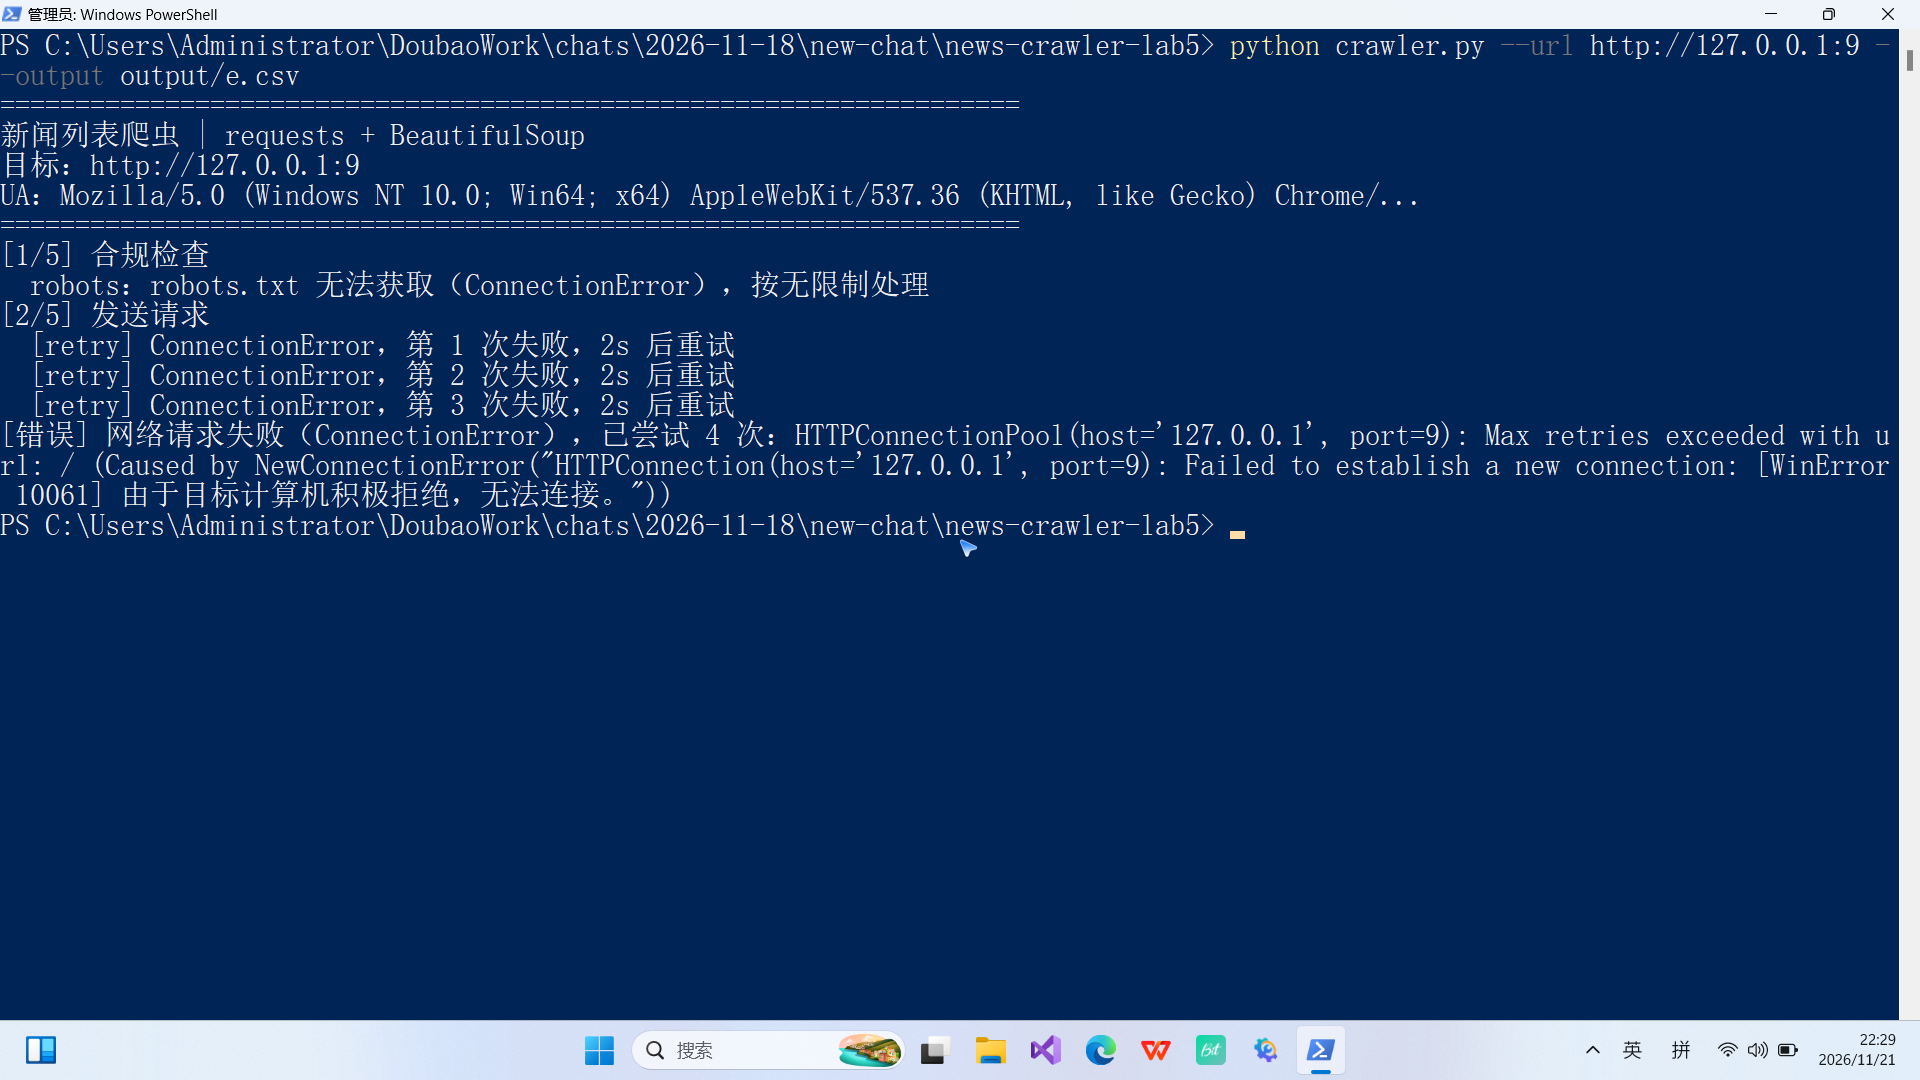 管理员: Windows PowerShell
PS C:\Users\Administrator\DoubaoWork\chats\2026-11-18\new-chat\news-crawler-lab5> python crawler.py --url http://127.0.0.1:9 -
-output output/e.csv
====================================================================
新闻列表爬虫 | requests + BeautifulSoup
目标：http://127.0.0.1:9
UA：Mozilla/5.0 (Windows NT 10.0; Win64; x64) AppleWebKit/537.36 (KHTML, like Gecko) Chrome/...
====================================================================
[1/5] 合规检查
  robots：robots.txt 无法获取（ConnectionError），按无限制处理
[2/5] 发送请求
  [retry] ConnectionError，第 1 次失败，2s 后重试
  [retry] ConnectionError，第 2 次失败，2s 后重试
  [retry] ConnectionError，第 3 次失败，2s 后重试
[错误] 网络请求失败（ConnectionError），已尝试 4 次：HTTPConnectionPool(host='127.0.0.1', port=9): Max retries exceeded with u
rl: / (Caused by NewConnectionError("HTTPConnection(host='127.0.0.1', port=9): Failed to establish a new connection: [WinError
 10061] 由于目标计算机积极拒绝，无法连接。"))
PS C:\Users\Administrator\DoubaoWork\chats\2026-11-18\new-chat\news-crawler-lab5>
搜索
Bit
英
拼
22:29
2026/11/21